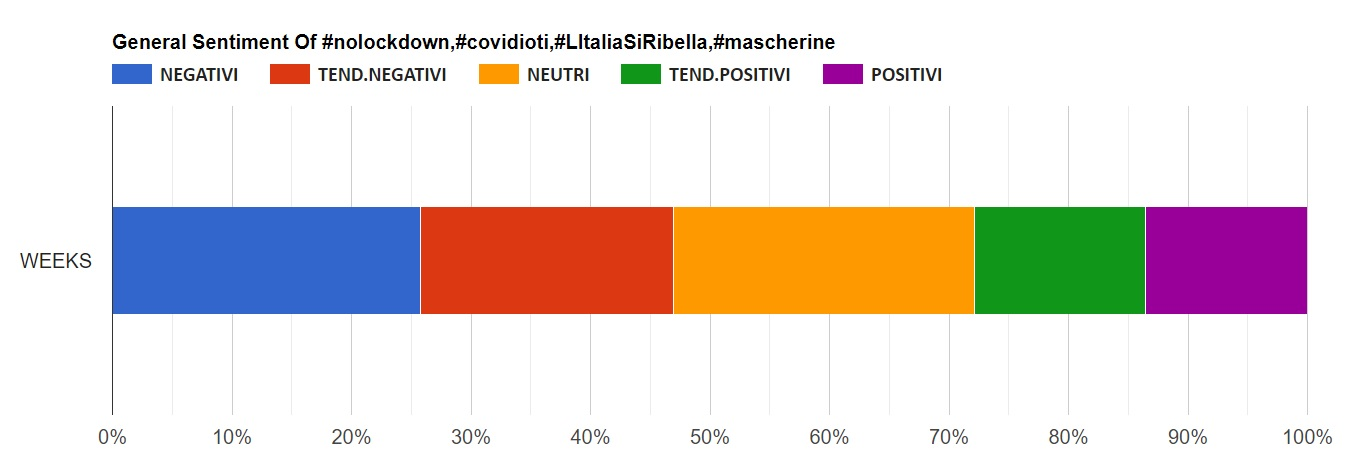 General Sentiment Of #nolockdown,#covidioti,#LItaliaSiRibella,#mascherine
NEGATIVI TEND.NEGATIVI NEUTRI TEND.POSITIVI POSITIVI
WEEKS
0% 10% 20% 30% 40% 50% 60% 70% 80% 90% 100%